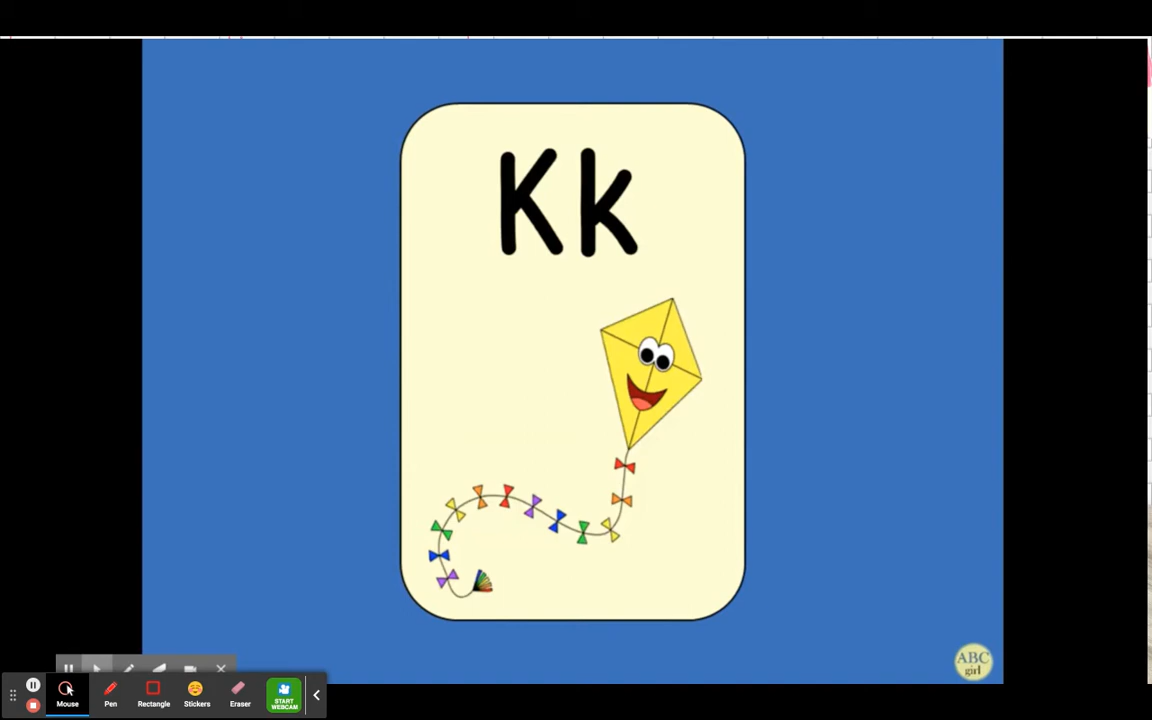 Kk
ABC
girl
Mouse
Pen
Rectangle
Stickers
Eraser
START
WEBCAM